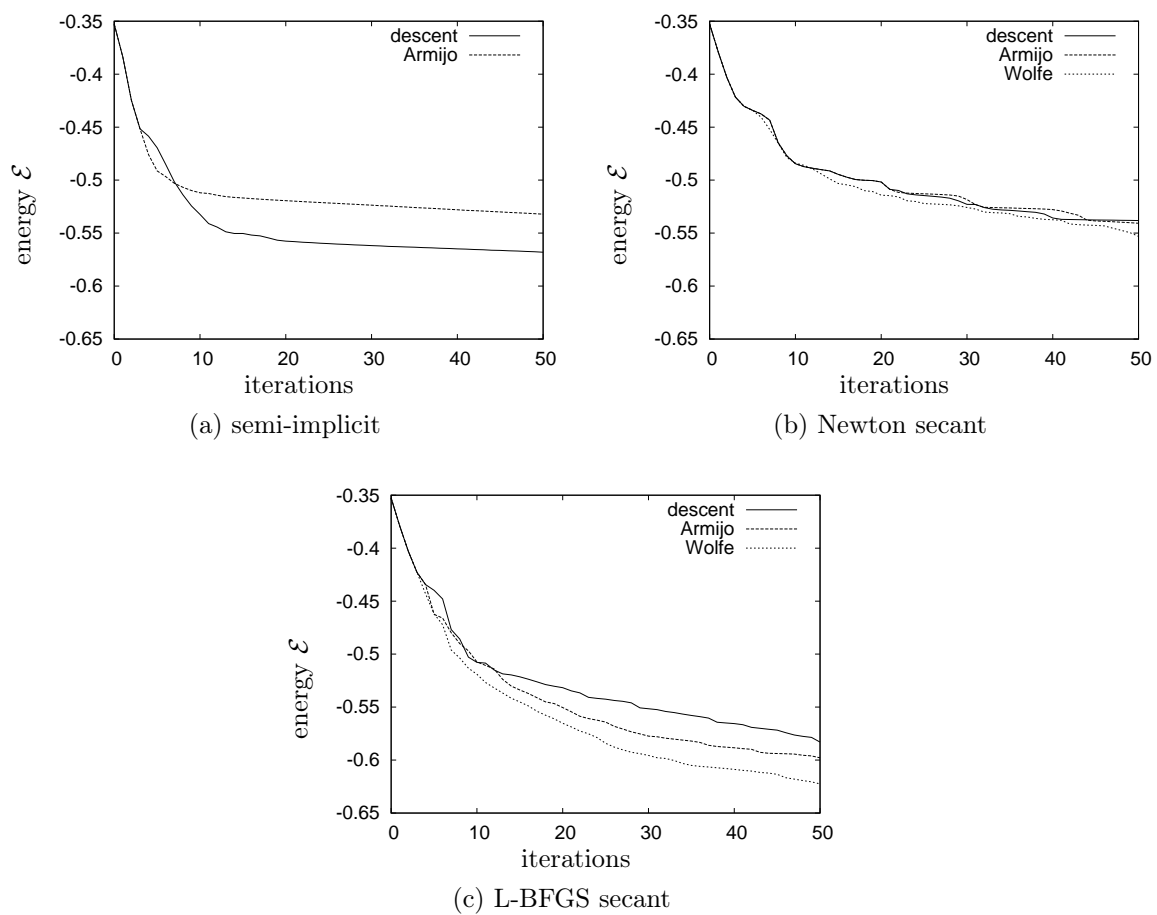 -0.35
-0.4
-0.45
-0.5
-0.55
-0.6
-0.65
energy ℰ
descent
Armijo
0 10 20 30 40 50
iterations
(a) semi-implicit
-0.35
-0.4
-0.45
-0.5
-0.55
-0.6
-0.65
energy ℰ
descent
Armijo
Wolfe
0 10 20 30 40 50
iterations
(b) Newton secant
-0.35
-0.4
-0.45
-0.5
-0.55
-0.6
-0.65
energy ℰ
descent
Armijo
Wolfe
0 10 20 30 40 50
iterations
(c) L-BFGS secant